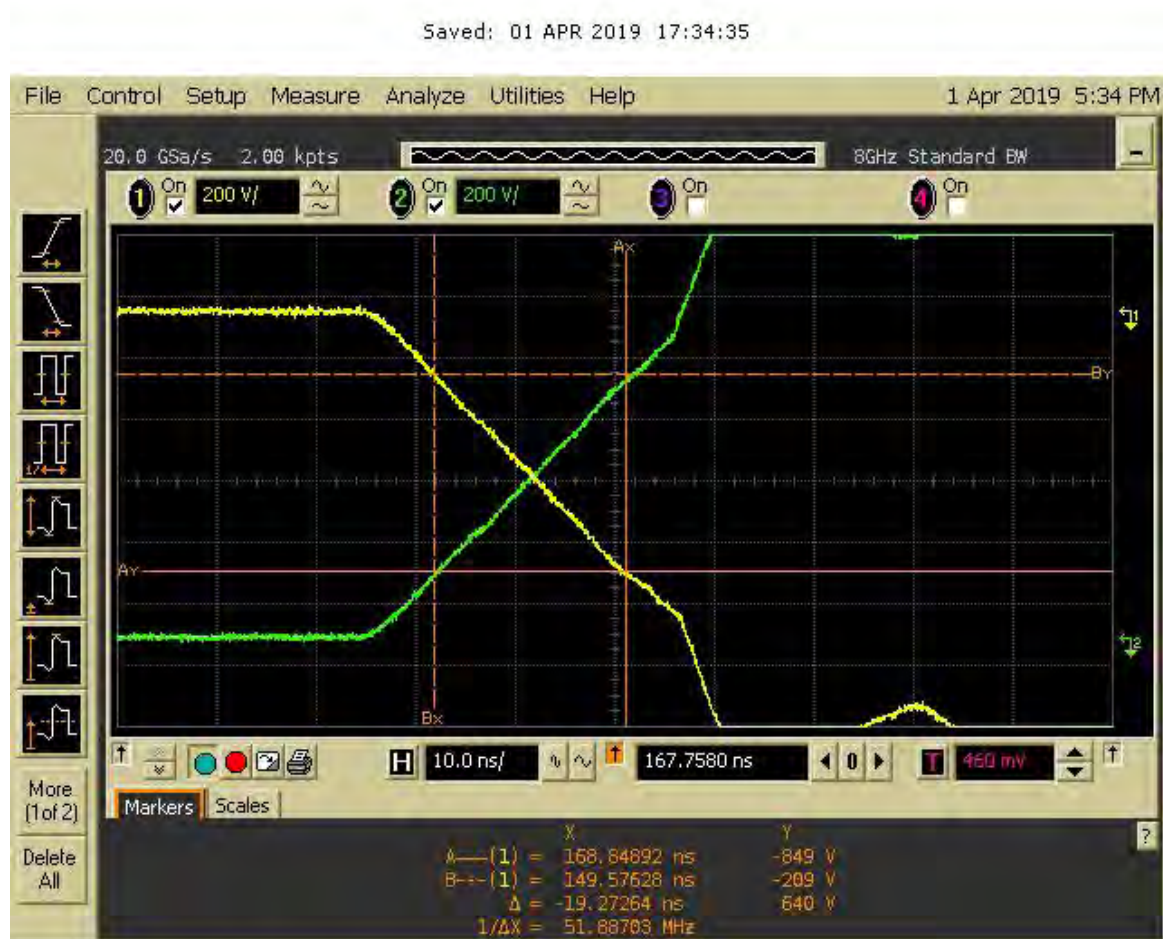 Saved: 01 APR 2019 17:34:35
File Control Setup Measure Analyze Utilities Help 1 Apr 2019 5:34 PM
20.0 GSa/s 2.00 kpts 8GHz Standard BW
1 On 200 V/ 2 On 200 V/ 3 On 4 On
Ax
1
By
Ay
2
Bx
H 10.0 ns/ 167.7580 ns 0 T 460 mV
More
(1of 2)
Delete
All
Markers Scales
?
X Y
A——(1) = 168.84892 ns -849 V
B---(1) = 149.57628 ns -209 V
Δ = -19.27264 ns 640 V
1/ΔX = 51.88703 MHz